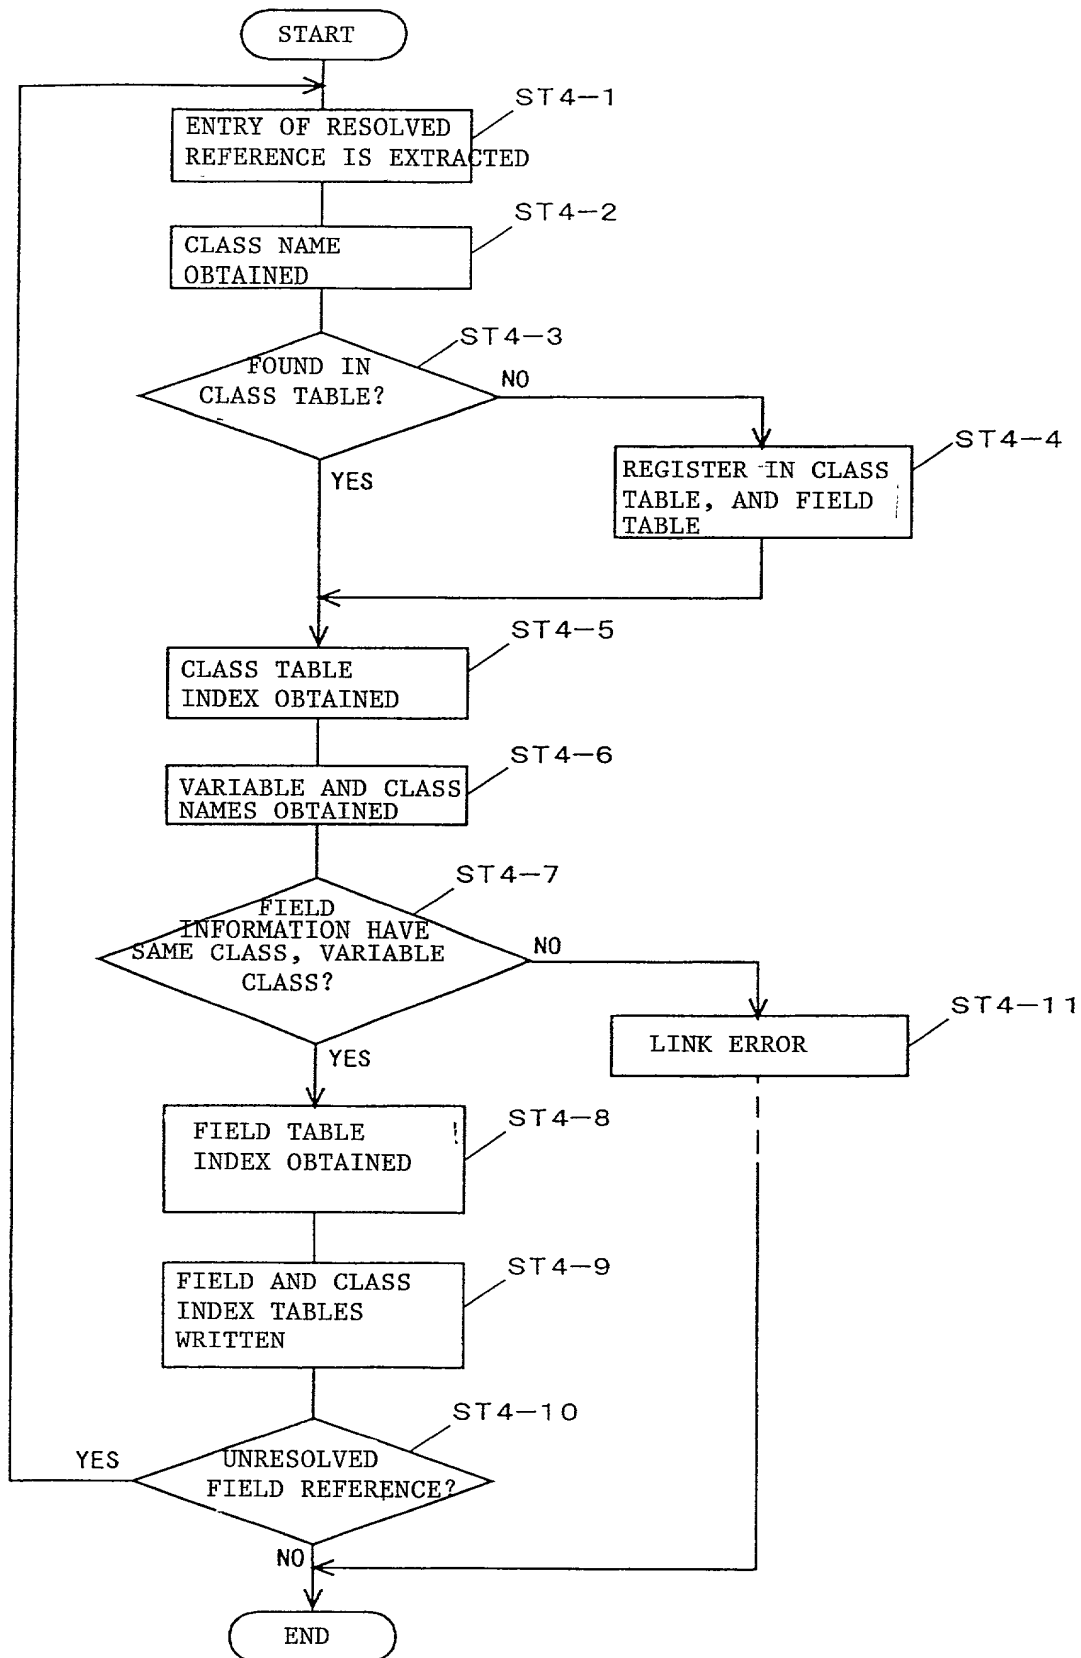 START
ST4-1
ENTRY OF RESOLVED
REFERENCE IS EXTRACTED
ST4-2
CLASS NAME
OBTAINED
ST4-3
FOUND IN
CLASS TABLE?
NO
YES
ST4-4
REGISTER IN CLASS
TABLE, AND FIELD
TABLE
ST4-5
CLASS TABLE
INDEX OBTAINED
ST4-6
VARIABLE AND CLASS
NAMES OBTAINED
ST4-7
FIELD
INFORMATION HAVE
SAME CLASS, VARIABLE
CLASS?
NO
YES
ST4-11
LINK ERROR
ST4-8
FIELD TABLE
INDEX OBTAINED
ST4-9
FIELD AND CLASS
INDEX TABLES
WRITTEN
ST4-10
UNRESOLVED
FIELD REFERENCE?
YES
NO
END